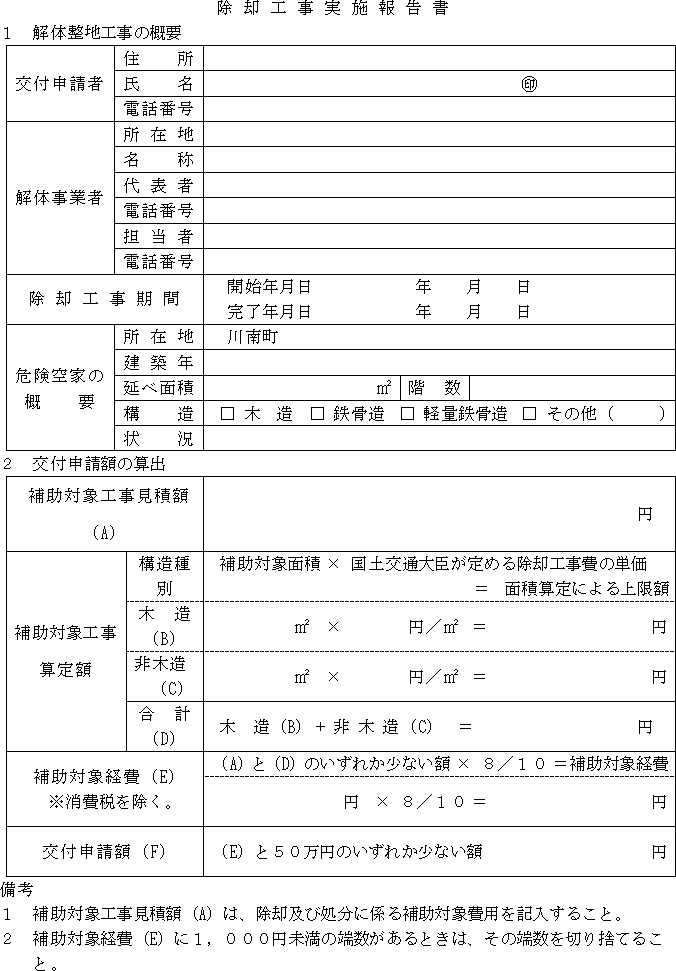 除却工事実施報告書
１　解体整地工事の概要
交付申請者
住　　所
氏　　名　㊞
電話番号
解体事業者
所在地
名　　称
代表者
電話番号
担当者
電話番号
除却工事期間
開始年月日　　年　　月　　日
完了年月日　　年　　月　　日
危険空家の
概　　要
所在地　川南町
建築年
延べ面積　　㎡　階　数
構　　造　□ 木　造　□ 鉄骨造　□ 軽量鉄骨造　□ その他（　　）
状　　況
２　交付申請額の算出
補助対象工事見積額
（A）
円
補助対象工事
算定額
構造種
別
補助対象面積 × 国土交通大臣が定める除却工事費の単価
＝　面積算定による上限額
木　造
（B）
㎡　×　　円／㎡　＝　　円
非木造
（C）
㎡　×　　円／㎡　＝　　円
合　計
（D）
木　造（B）＋非木造（C）　＝　　円
補助対象経費（E）
※消費税を除く。
（A）と（D）のいずれか少ない額 × ８／１０ ＝補助対象経費
円　× ８／１０ ＝　　円
交付申請額（F）
（E）と５０万円のいずれか少ない額　　円
備考
１　補助対象工事見積額（A）は、除却及び処分に係る補助対象費用を記入すること。
２　補助対象経費（E）に１，０００円未満の端数があるときは、その端数を切り捨てるこ
と。